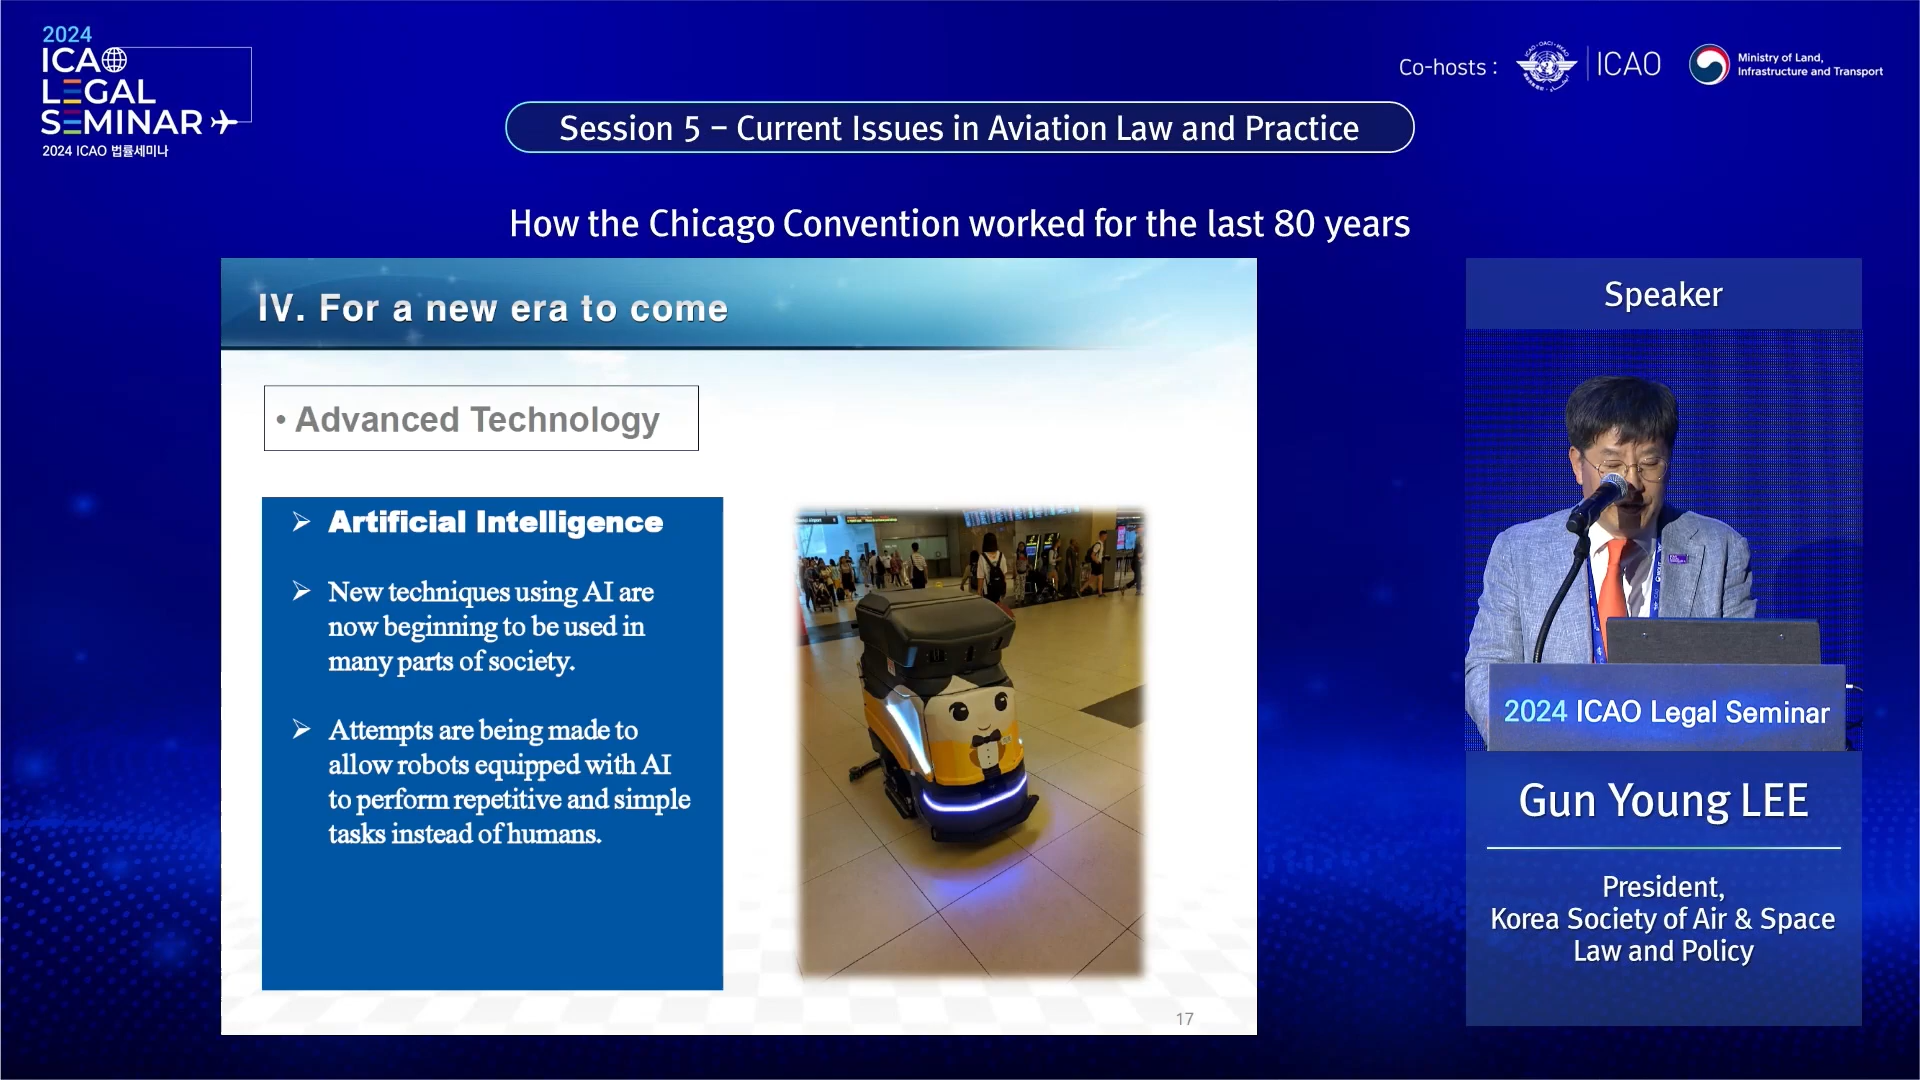 2024
ICAO
LEGAL
SEMINAR
2024 ICAO 법률세미나
Co-hosts :
ICAO
Ministry of Land,
Infrastructure and Transport
Session 5 – Current Issues in Aviation Law and Practice
How the Chicago Convention worked for the last 80 years
IV. For a new era to come
• Advanced Technology
➢ Artificial Intelligence
➢ New techniques using AI are
now beginning to be used in
many parts of society.
➢ Attempts are being made to
allow robots equipped with AI
to perform repetitive and simple
tasks instead of humans.
17
Speaker
2024 ICAO Legal Seminar
Gun Young LEE
President,
Korea Society of Air & Space
Law and Policy